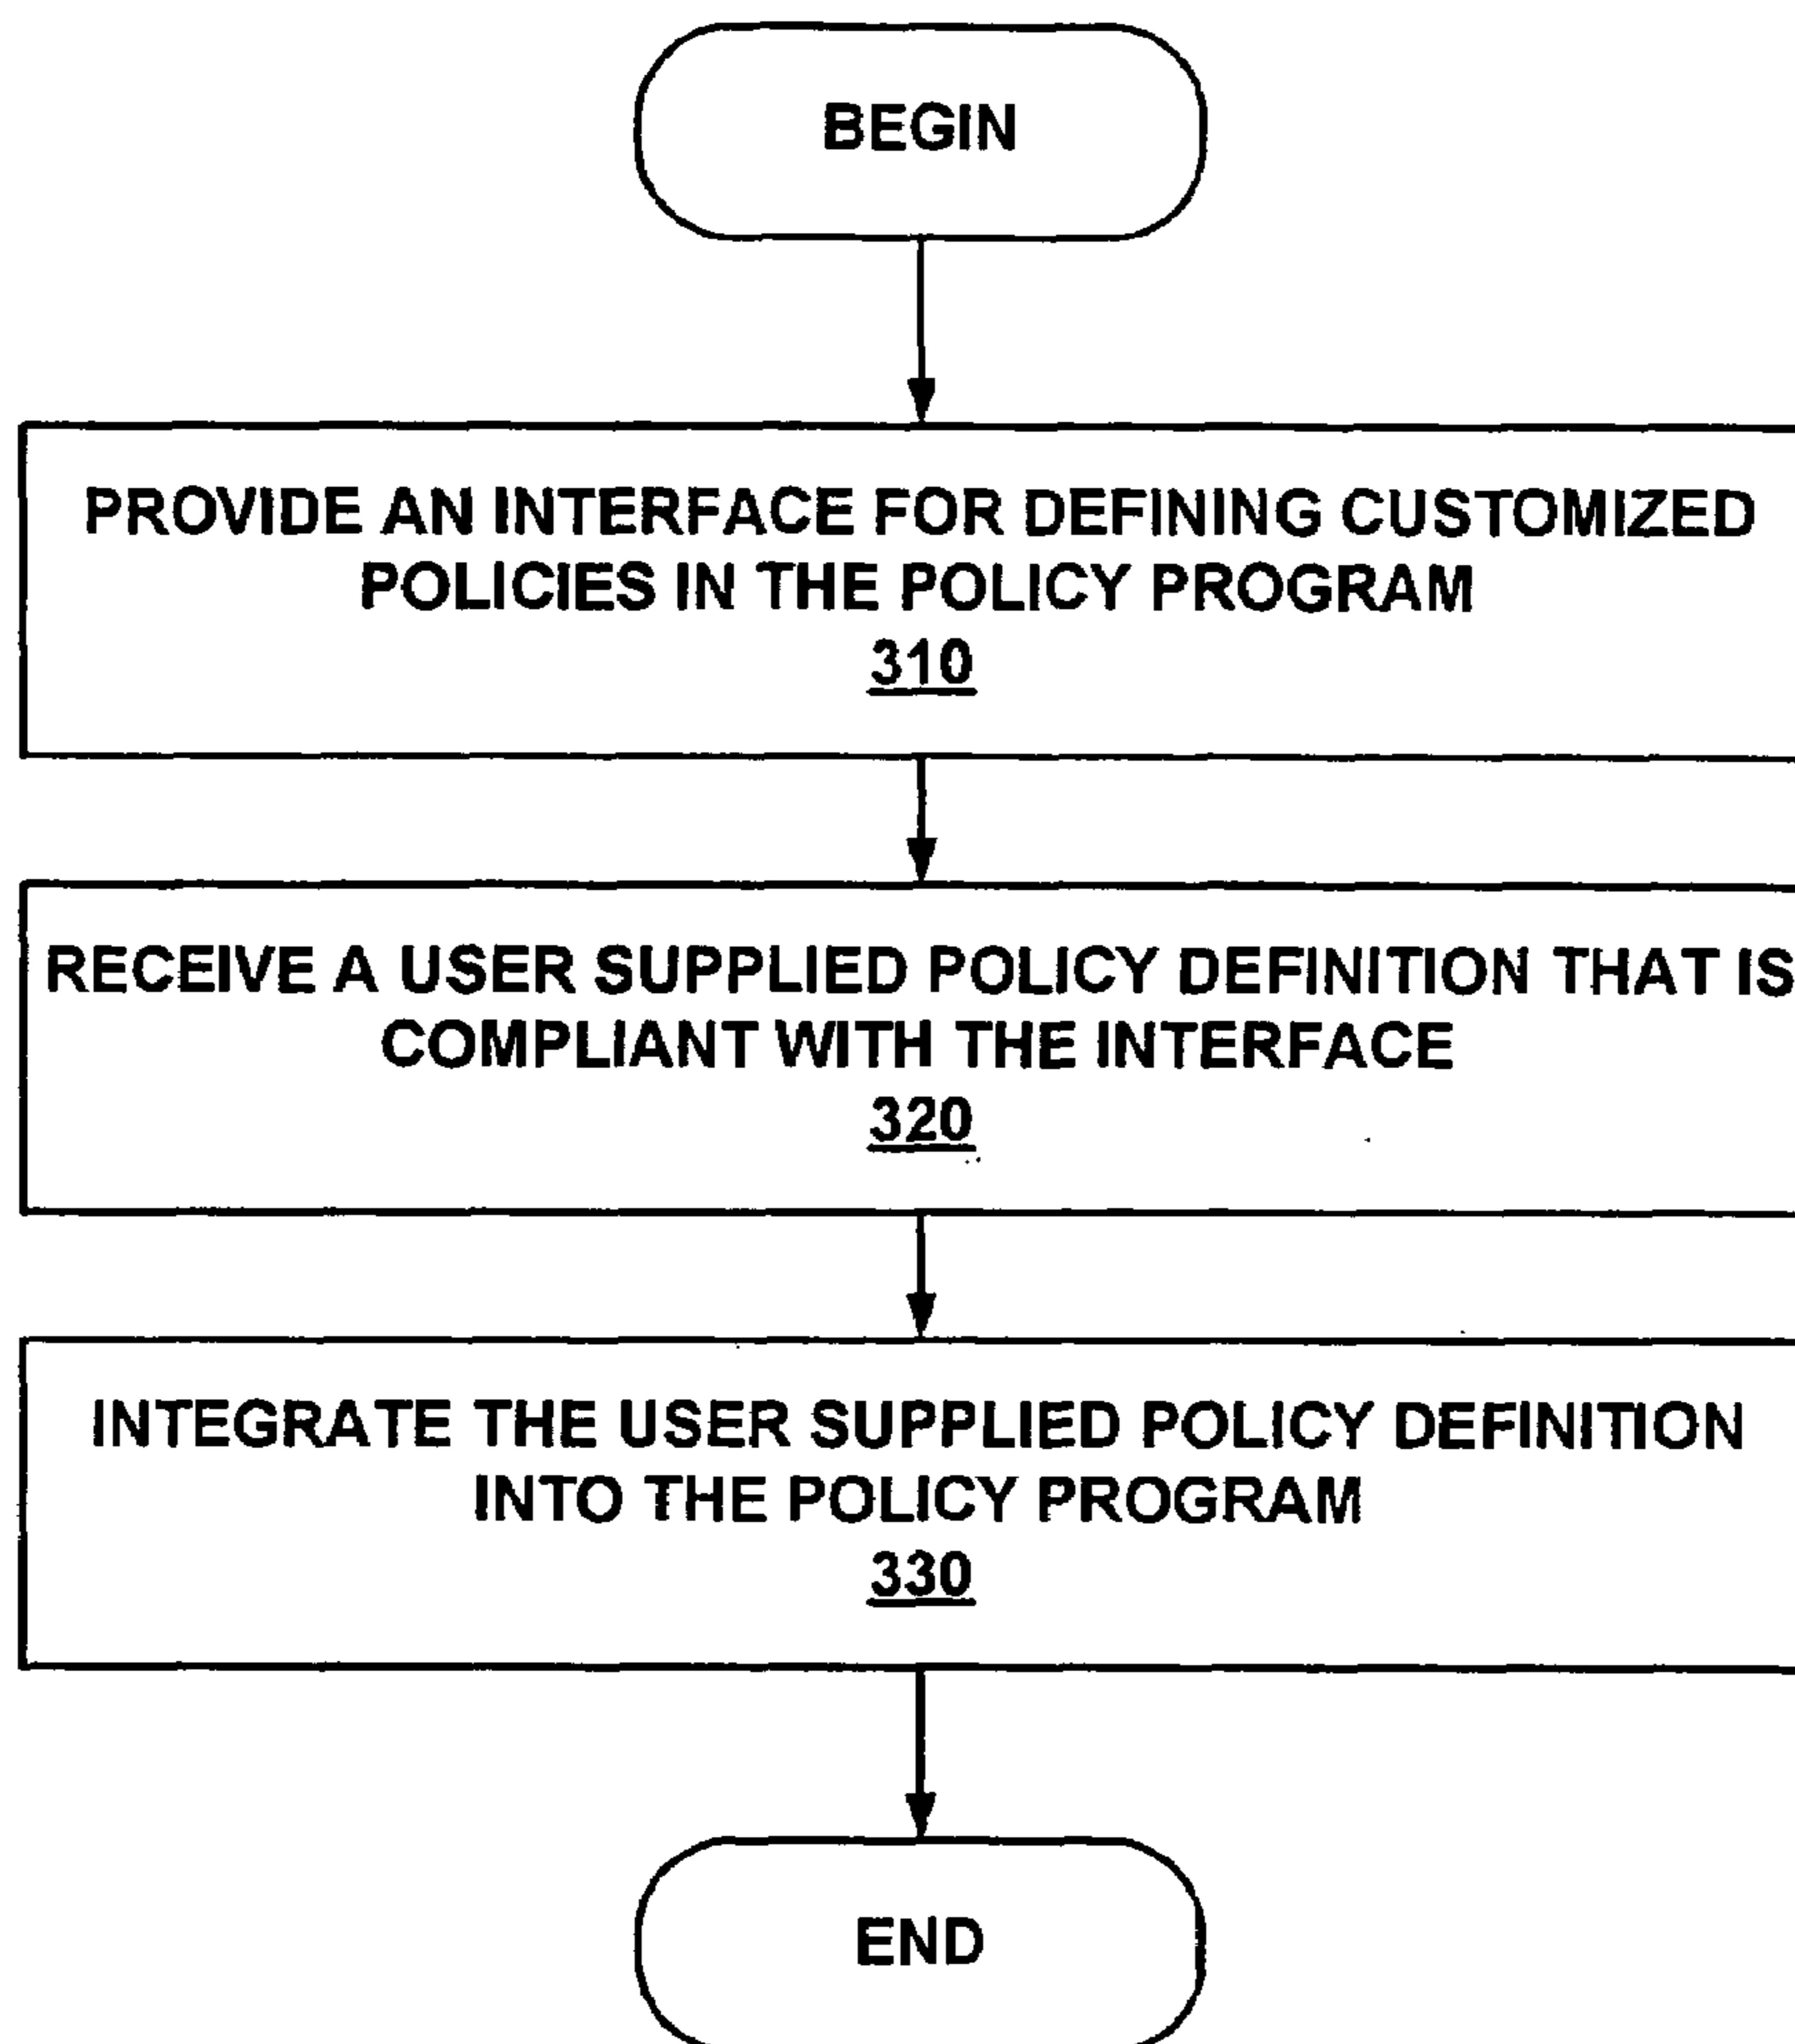 BEGIN
PROVIDE AN INTERFACE FOR DEFINING CUSTOMIZED
POLICIES IN THE POLICY PROGRAM
310
RECEIVE A USER SUPPLIED POLICY DEFINITION THAT IS
COMPLIANT WITH THE INTERFACE
320
INTEGRATE THE USER SUPPLIED POLICY DEFINITION
INTO THE POLICY PROGRAM
330
END